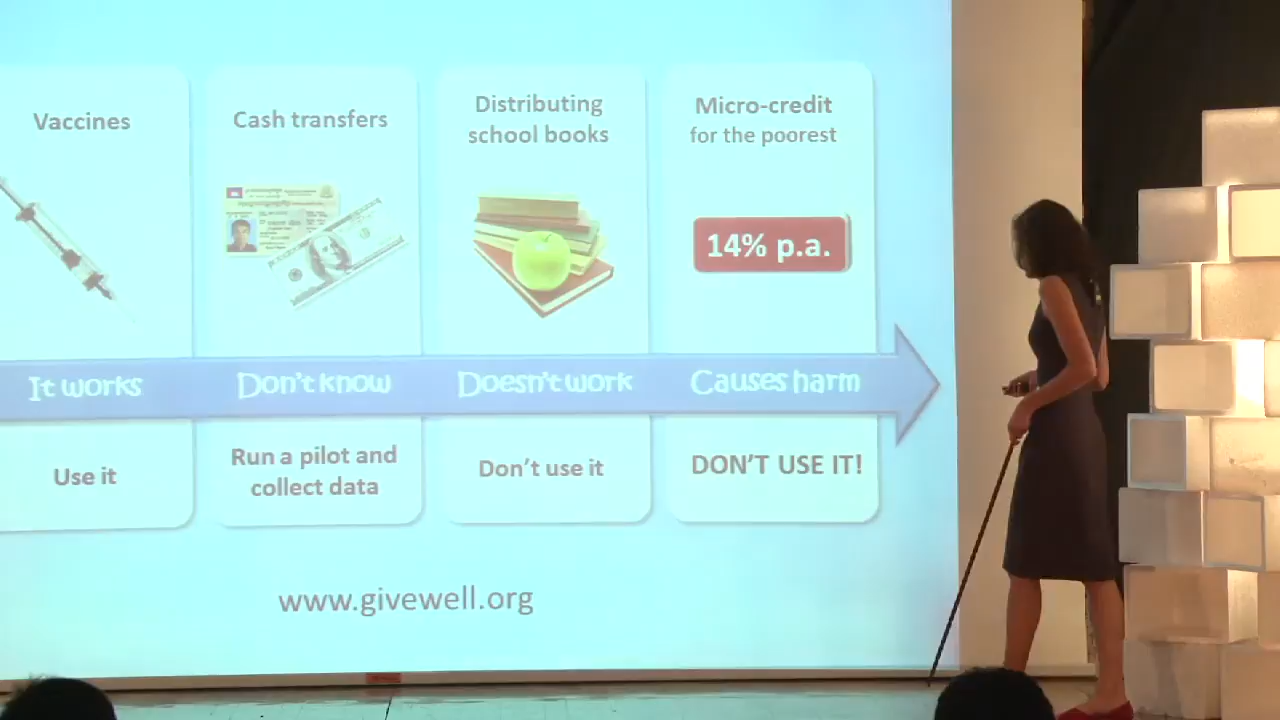 Vaccines
Cash transfers
Distributing
school books
Micro-credit
for the poorest
14% p.a.
It works
Don't know
Doesn't work
Causes harm
Use it
Run a pilot and
collect data
Don't use it
DON'T USE IT!
www.givewell.org